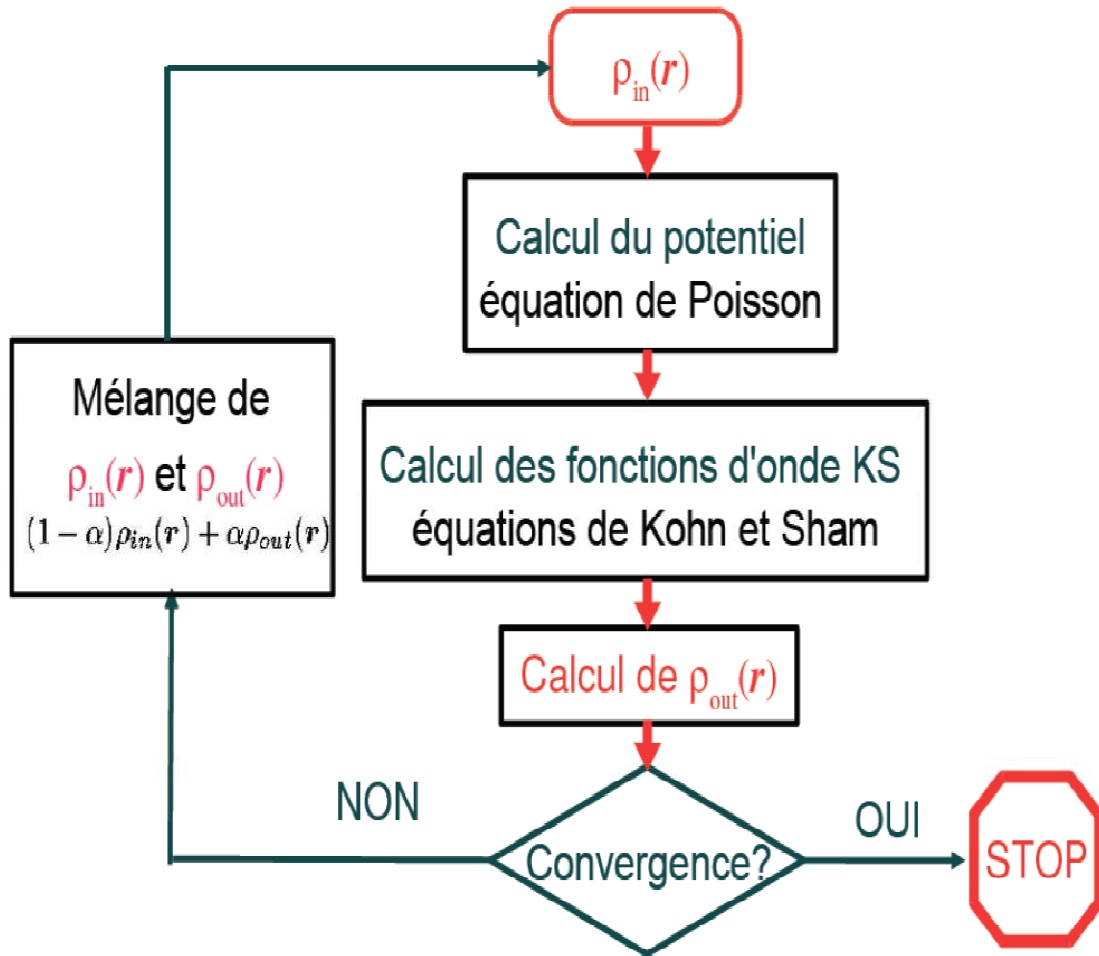 ρin(r)
Calcul du potentiel
équation de Poisson
Calcul des fonctions d'onde KS
équations de Kohn et Sham
Calcul de ρout(r)
Convergence?
OUI
STOP
NON
Mélange de
ρin(r) et ρout(r)
(1 − α)ρin(r) + αρout(r)